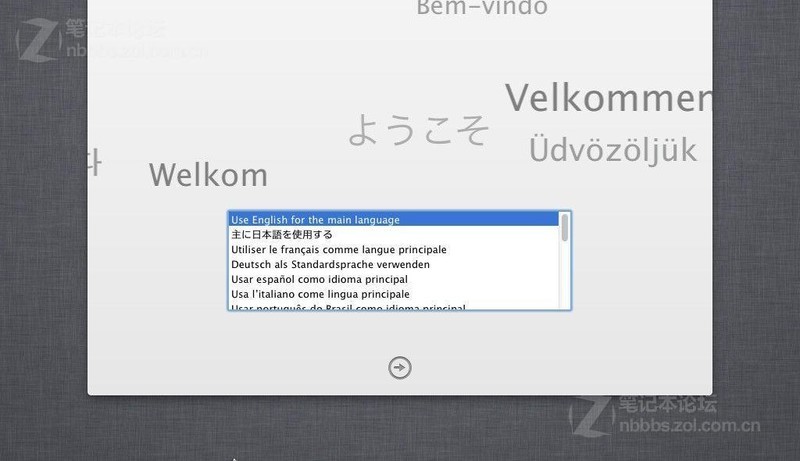 Bem-vindo
笔记本论坛
nbbbs.zol.com.cn
Velkommen
ようこそ
Üdvözöljük
Welkom
Use English for the main language
主に日本語を使用する
Utiliser le français comme langue principale
Deutsch als Standardsprache verwenden
Usar español como idioma principal
Usa l'italiano come lingua principale
Usar português do Brasil como idioma principal
笔记本论坛
nbbbs.zol.com.cn